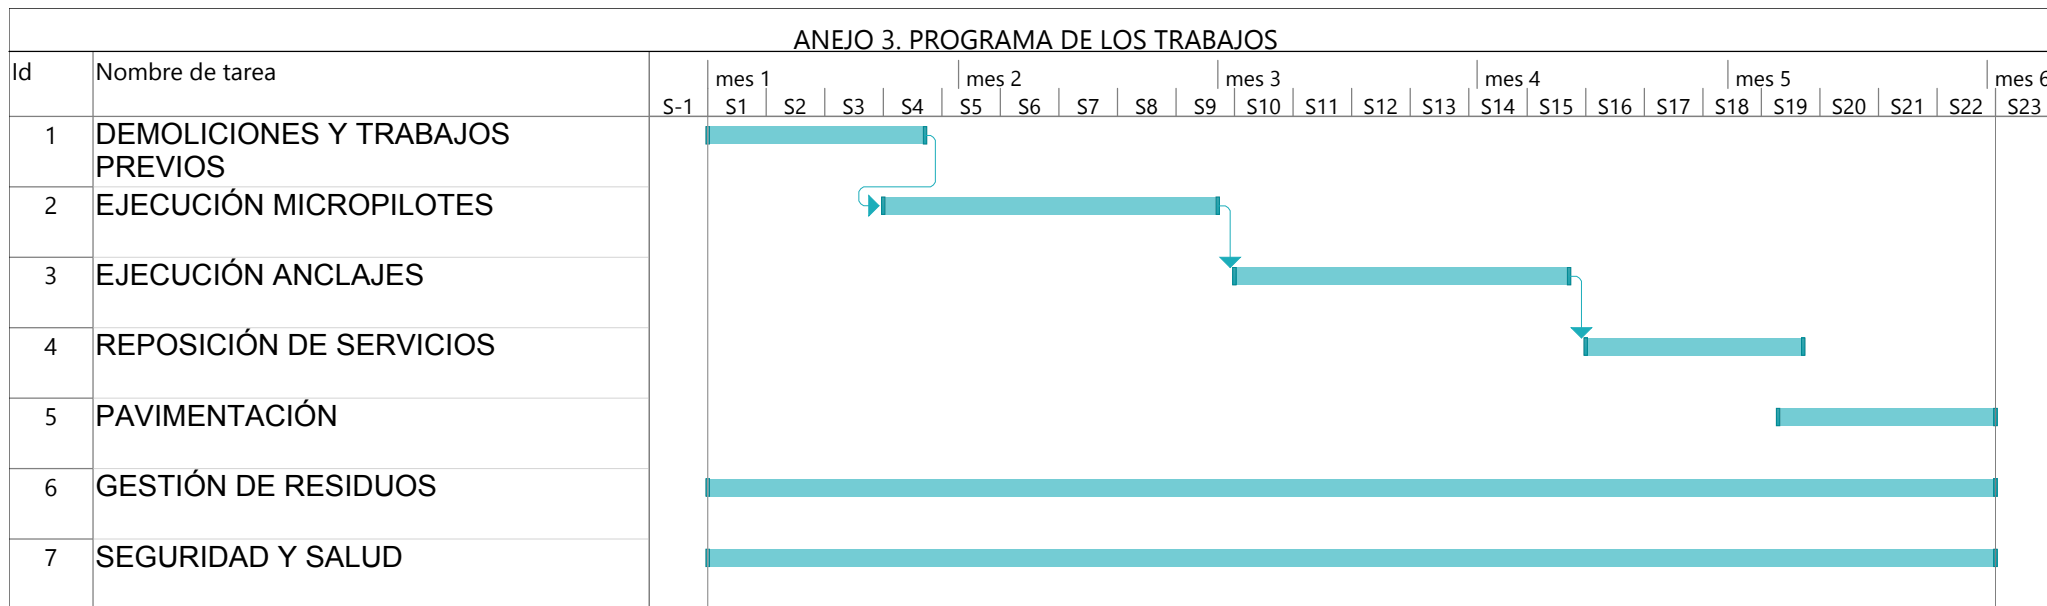 ANEJO 3. PROGRAMA DE LOS TRABAJOS
Id Nombre de tarea mes 1 mes 2 mes 3 mes 4 mes 5 mes 6
S-1 S1 S2 S3 S4 S5 S6 S7 S8 S9 S10 S11 S12 S13 S14 S15 S16 S17 S18 S19 S20 S21 S22 S23
1 DEMOLICIONES Y TRABAJOS
PREVIOS
2 EJECUCIÓN MICROPILOTES
3 EJECUCIÓN ANCLAJES
4 REPOSICIÓN DE SERVICIOS
5 PAVIMENTACIÓN
6 GESTIÓN DE RESIDUOS
7 SEGURIDAD Y SALUD